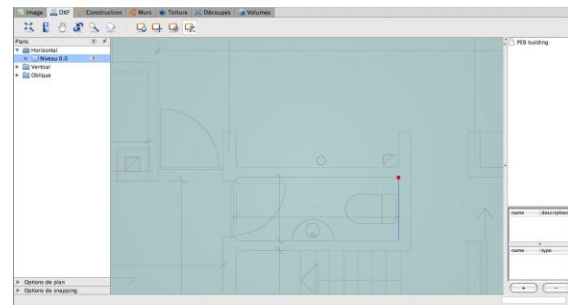 Image DXF Construction Murs Toiture Découpes Volumes
Plans
Horizontal
Niveau 0.0
Vertical
Oblique
PEB building
name description
name type
+ -
Options de plan
Options de snapping